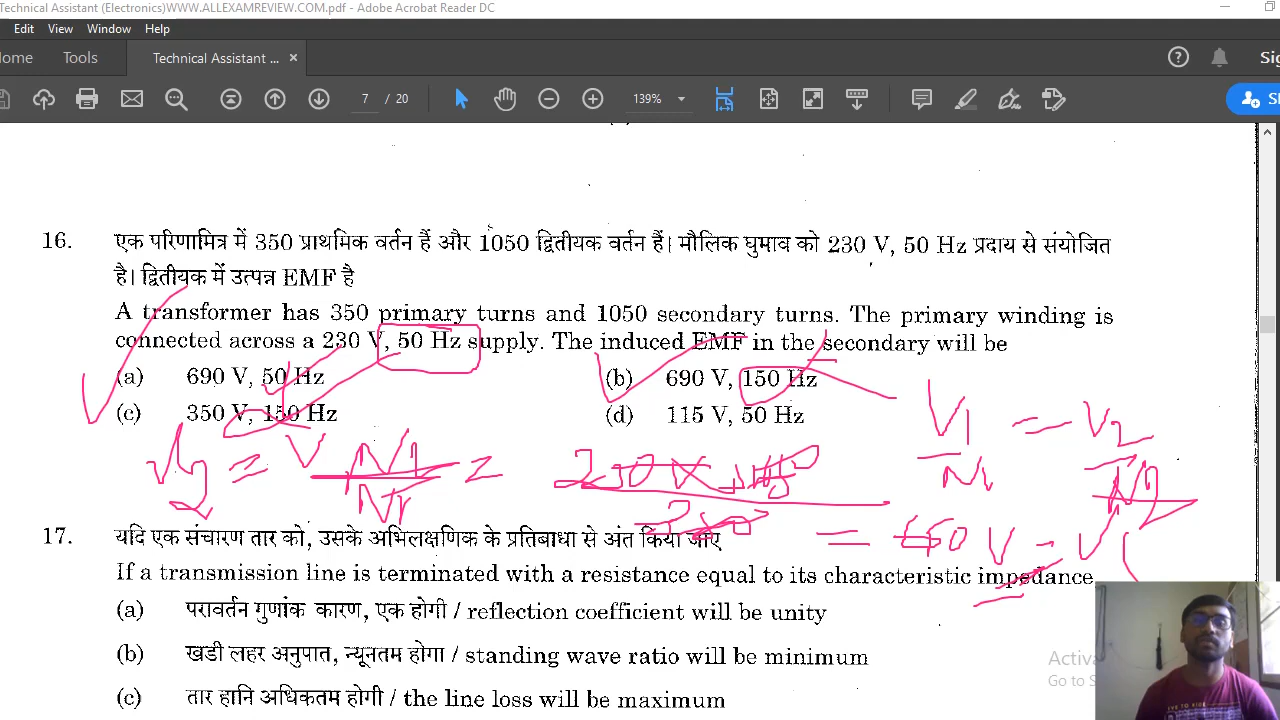 Technical Assistant (Electronics)WWW.ALLEXAMREVIEW.COM.pdf - Adobe Acrobat Reader DC
Edit View Window Help
Tools Technical Assistant ... ×
7 / 20 139%
16. एक परिणामित्र में 350 प्राथमिक वर्तन हैं और 1050 द्वितीयक वर्तन हैं। मौलिक घुमाव को 230 V, 50 Hz प्रदाय से संयोजित
है। द्वितीयक में उत्पन्न EMF है
A transformer has 350 primary turns and 1050 secondary turns. The primary winding is
connected across a 230 V, 50 Hz supply. The induced EMF in the secondary will be
(a) 690 V, 50 Hz (b) 690 V, 150 Hz
(c) 350 V, 150 Hz (d) 115 V, 50 Hz
V1 = V2
17. यदि एक संचारण तार को, उसके अभिलक्षणिक के प्रतिबाधा से अंत किया जाए
If a transmission line is terminated with a resistance equal to its characteristic impedance
(a) परावर्तन गुणांक कारण, एक होगी / reflection coefficient will be unity
(b) खडी लहर अनुपात, न्यूनतम होगा / standing wave ratio will be minimum
(c) तार हानि अधिकतम होगी / the line loss will be maximum